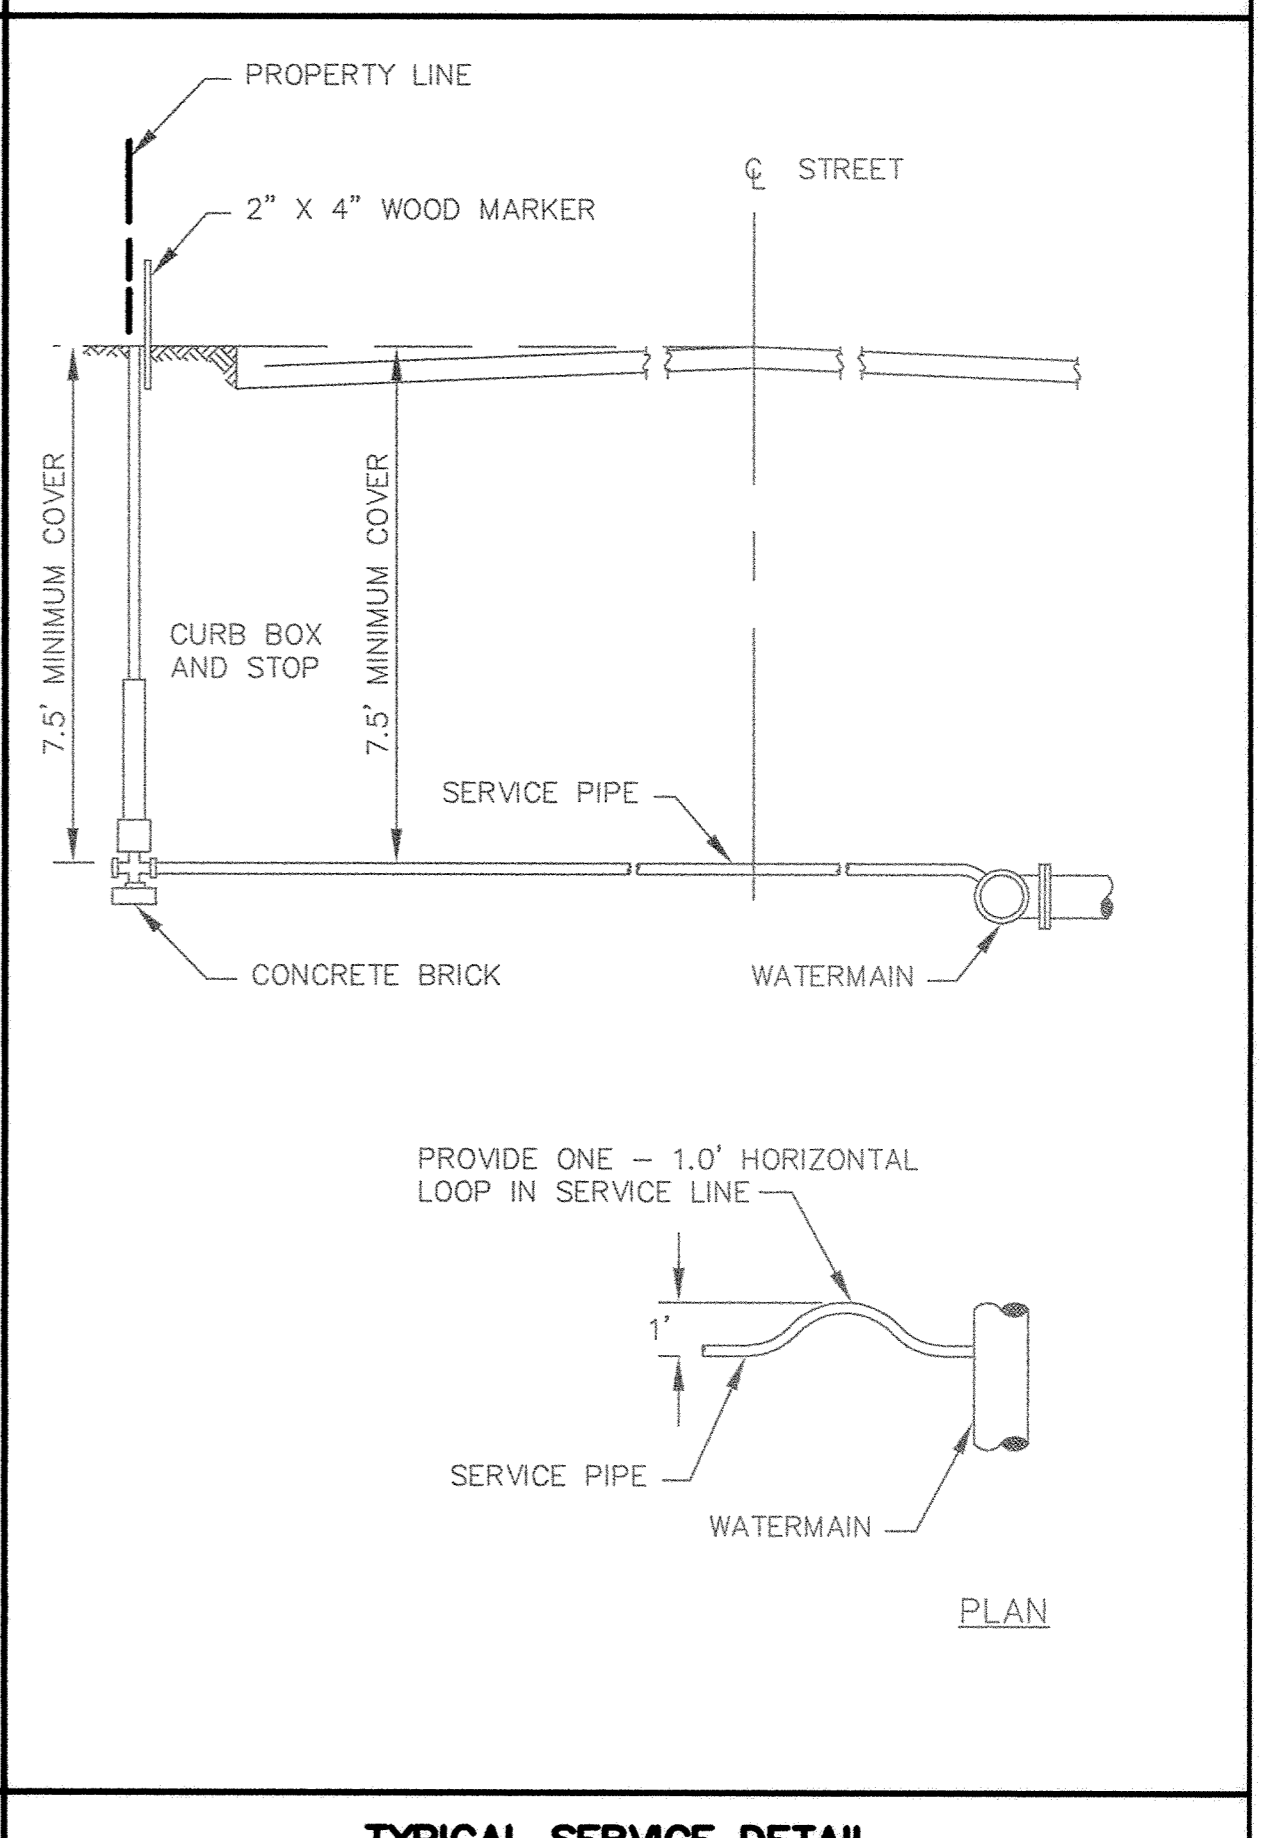 PROPERTY LINE
℄ STREET
2" X 4" WOOD MARKER
7.5' MINIMUM COVER
7.5' MINIMUM COVER
CURB BOX
AND STOP
SERVICE PIPE
CONCRETE BRICK
WATERMAIN
PROVIDE ONE – 1.0' HORIZONTAL
LOOP IN SERVICE LINE
1'
SERVICE PIPE
WATERMAIN
PLAN
TYPICAL SERVICE DETAIL